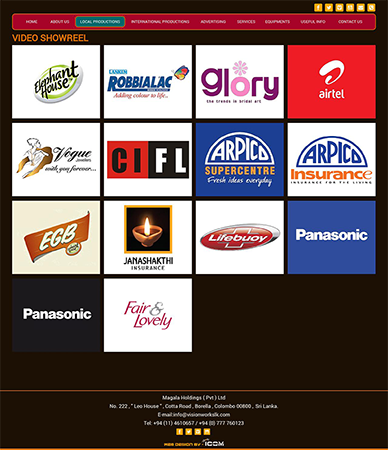 HOME ABOUT US LOCAL PRODUCTIONS INTERNATIONAL PRODUCTIONS ADVERTISING SERVICES EQUIPMENTS USEFUL INFO CONTACT US
VIDEO SHOWREEL
Elephant House
ROBBIALAC
Adding colour to life..
glory
the trends in bridal art
airtel
Vogue
Jewellers
with you forever...
CIFL
ARPICO
SUPERCENTRE
Fresh ideas everyday
ARPICO
Insurance
INSURANCE FOR THE LIVING
EGB
JANASHAKTHI
INSURANCE
Lifebuoy
Panasonic
Panasonic
Fair & Lovely
Magala Holdings ( Pvt ) Ltd
No. 222 , " Leo House " , Cotta Road , Borella , Colombo 00800 , Sri Lanka.
E-mail:info@visionworkslk.com
Tel: +94 (11) 4610657 / +94 (0) 777 760123
WEB DESIGN BY ICOM